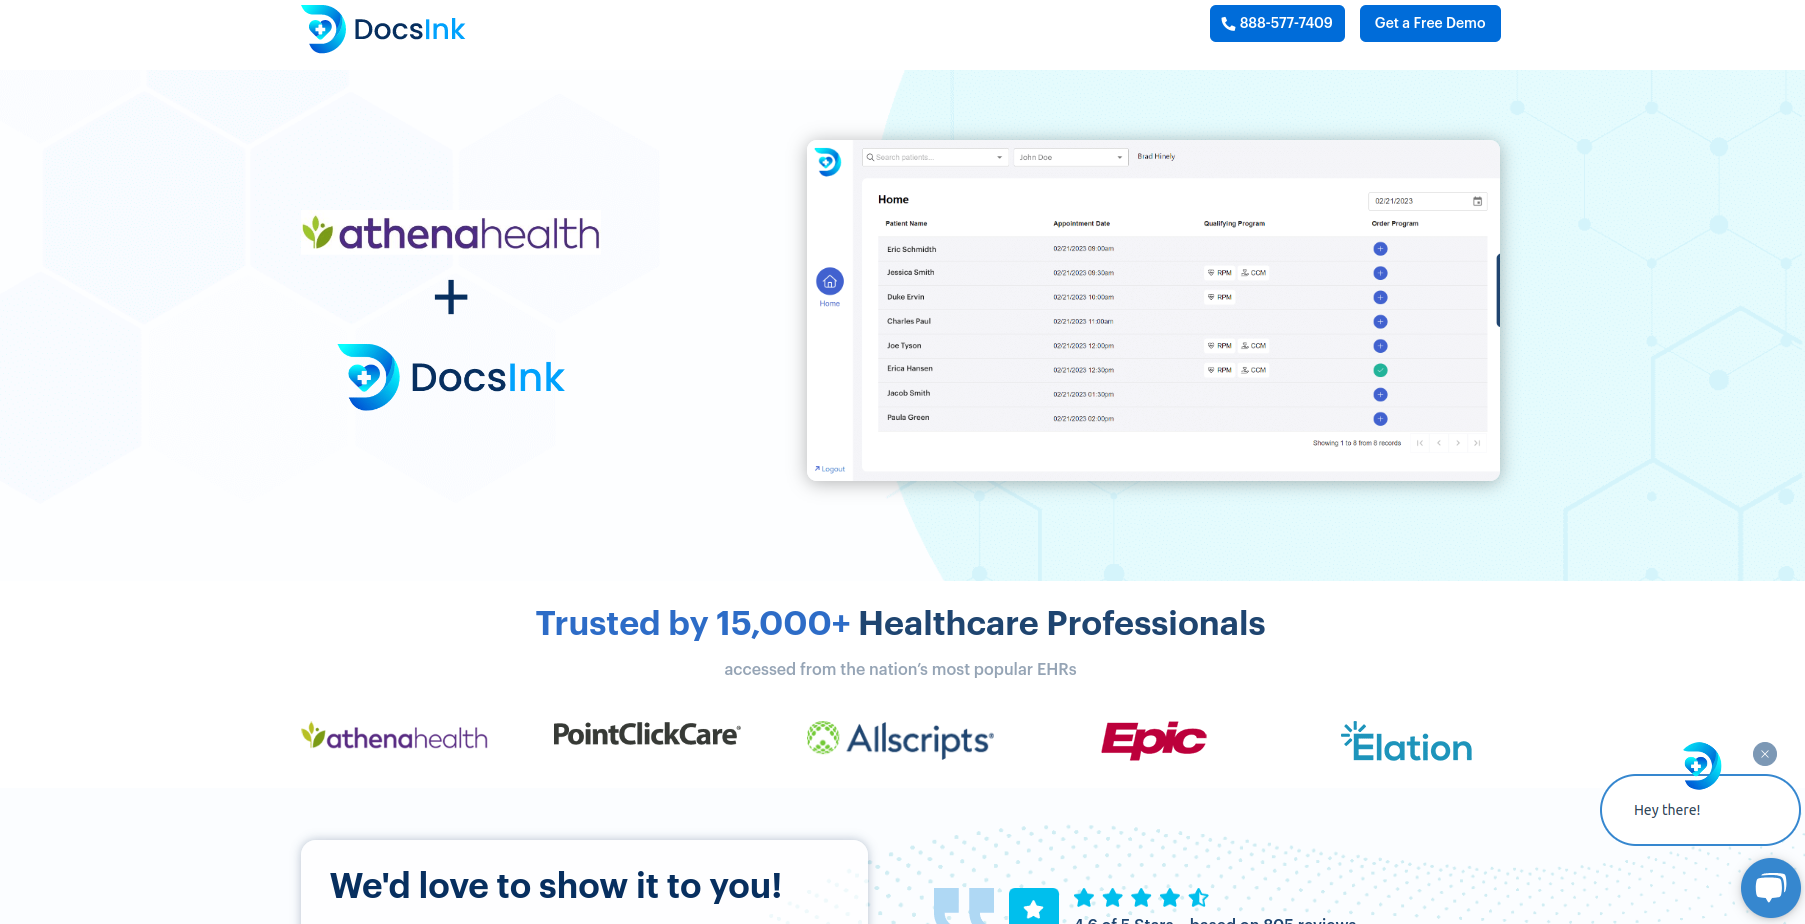 DocsInk
888-577-7409
Get a Free Demo
athenahealth
+
DocsInk
Search patients...
John Doe
Brad Hinely
Home
02/21/2023
Patient Name Appointment Date Qualifying Program Order Program
Eric Schmidth 02/21/2023 09:00am
Jessica Smith 02/21/2023 09:30am RPM CCM
Duke Ervin 02/21/2023 10:00am RPM
Charles Paul 02/21/2023 11:00am
Joe Tyson 02/21/2023 12:00pm RPM CCM
Erica Hansen 02/21/2023 12:30pm RPM CCM
Jacob Smith 02/21/2023 01:30pm
Paula Green 02/21/2023 02:00pm
Showing 1 to 8 from 8 records
Home
Logout
Trusted by 15,000+ Healthcare Professionals
accessed from the nation's most popular EHRs
athenahealth
PointClickCare®
Allscripts®
Epic
Elation
Hey there!
We'd love to show it to you!
4.6 of 5 Stars - based on 805 reviews